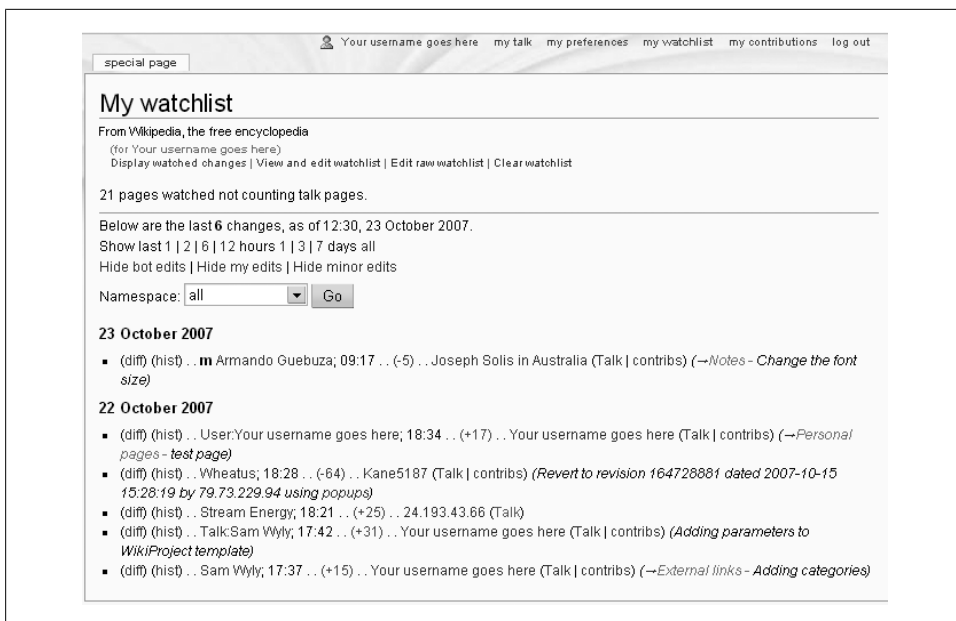 Your username goes here my talk my preferences my watchlist my contributions log out
special page
My watchlist
From Wikipedia, the free encyclopedia
(for Your username goes here)
Display watched changes | View and edit watchlist | Edit raw watchlist | Clear watchlist
21 pages watched not counting talk pages.
Below are the last 6 changes, as of 12:30, 23 October 2007.
Show last 1 | 2 | 6 | 12 hours 1 | 3 | 7 days all
Hide bot edits | Hide my edits | Hide minor edits
Namespace: all Go
23 October 2007
(diff) (hist) . . m Armando Guebuza; 09:17 . . (-5) . . Joseph Solis in Australia (Talk | contribs) (→Notes - Change the font
size)
22 October 2007
(diff) (hist) . . User:Your username goes here; 18:34 . . (+17) . . Your username goes here (Talk | contribs) (→Personal
pages - test page)
(diff) (hist) . . Wheatus; 18:28 . . (-64) . . Kane5187 (Talk | contribs) (Revert to revision 164728881 dated 2007-10-15
15:28:19 by 79.73.229.94 using popups)
(diff) (hist) . . Stream Energy; 18:21 . . (+25) . . 24.193.43.66 (Talk)
(diff) (hist) . . Talk:Sam Wyly; 17:42 . . (+31) . . Your username goes here (Talk | contribs) (Adding parameters to
WikiProject template)
(diff) (hist) . . Sam Wyly; 17:37 . . (+15) . . Your username goes here (Talk | contribs) (→External links - Adding categories)